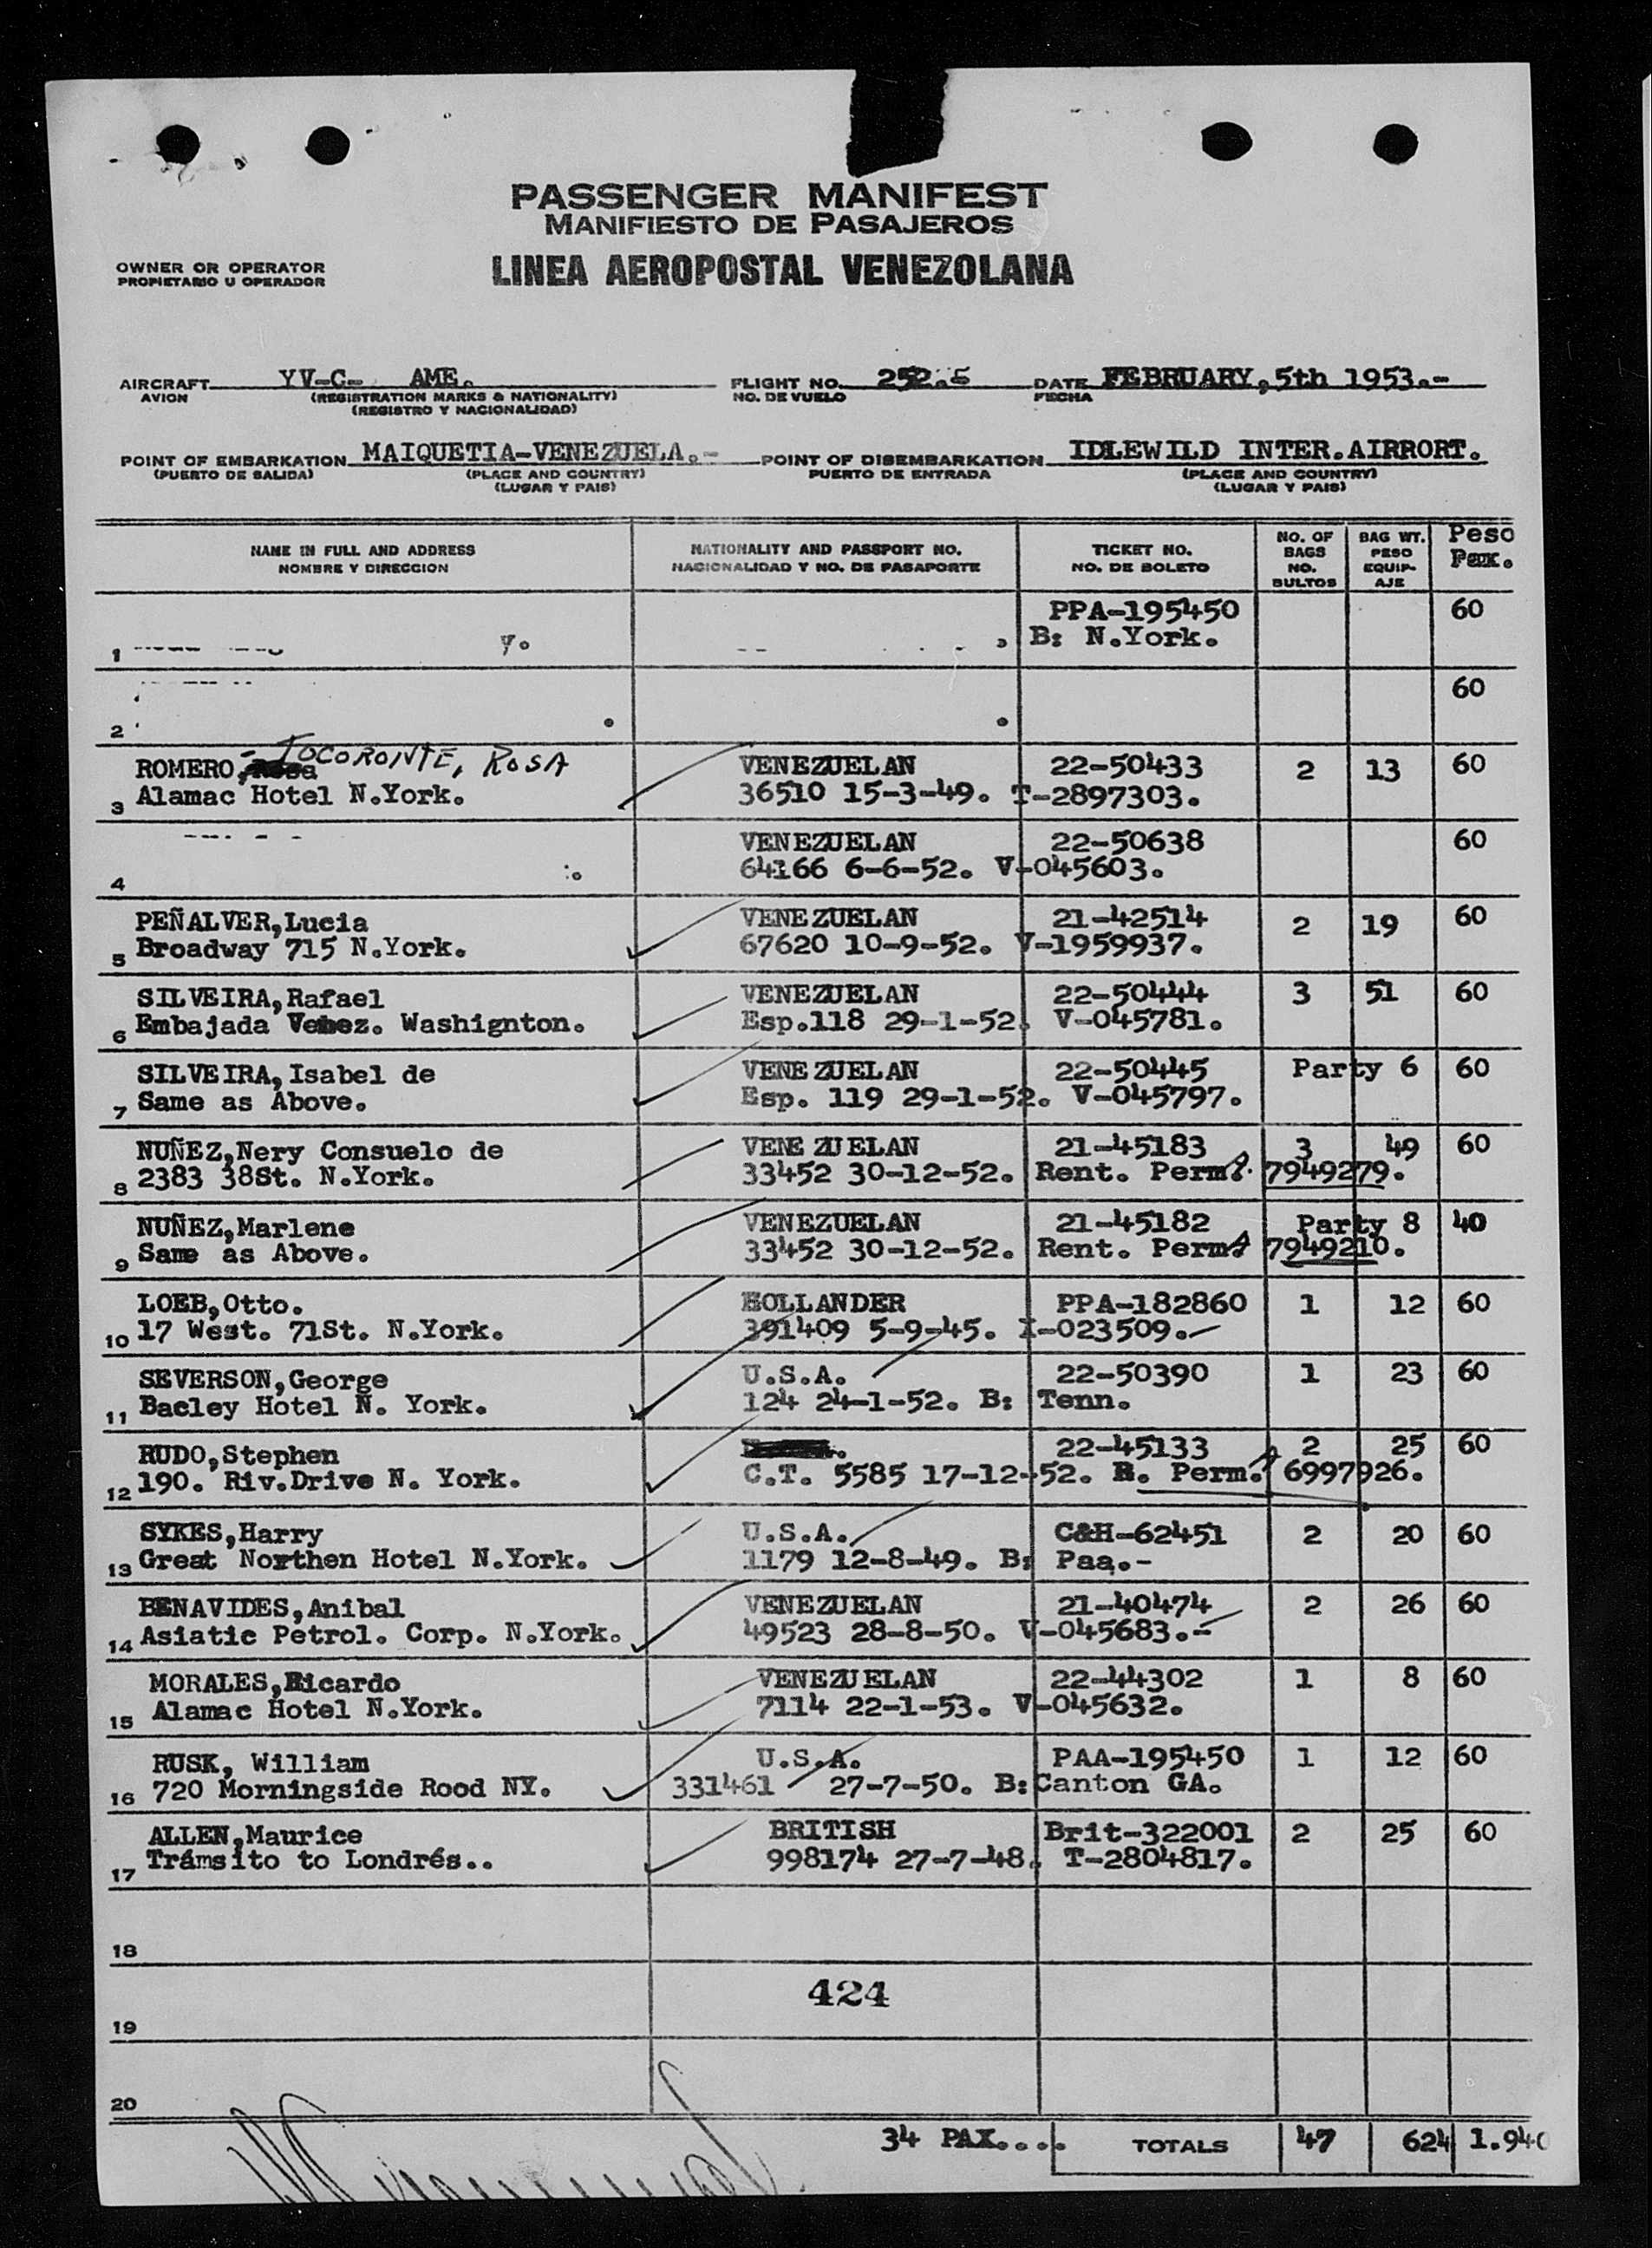 PASSENGER MANIFEST
MANIFIESTO DE PASAJEROS
OWNER OR OPERATOR
PROPIETARIO U OPERADOR
LINEA AEROPOSTAL VENEZOLANA
AIRCRAFT YV-C- AME. FLIGHT NO. 252. DATE FEBRUARY,5th 1953.-
AVION (REGISTRATION MARKS & NATIONALITY) NO. DE VUELO FECHA
(REGISTRO Y NACIONALIDAD)
POINT OF EMBARKATION MAIQUETIA-VENEZUELA.- POINT OF DISEMBARKATION IDLEWILD INTER.AIRRORT.
(PUERTO DE SALIDA) (PLACE AND COUNTRY) PUERTO DE ENTRADA (PLACE AND COUNTRY)
(LUGAR Y PAIS) (LUGAR Y PAIS)
NAME IN FULL AND ADDRESS NATIONALITY AND PASSPORT NO. TICKET NO. NO. OF BAGS BAG WT. Peso
NOMBRE Y DIRECCION NACIONALIDAD Y NO. DE PASAPORTE NO. DE BOLETO NO. BULTOS PESO EQUIP-AJE Pax.
PPA-195450 60
1 B: N.York.
60
2
ROMERO, - TOCORONTE, ROSA VENEZUELAN 22-50433 2 13 60
3 Alamac Hotel N.York. 36510 15-3-49. T-2897303.
VENEZUELAN 22-50638 60
4 64166 6-6-52. V-045603.
PEÑALVER,Lucia VENEZUELAN 21-42514 2 19 60
5 Broadway 715 N.York. 67620 10-9-52. V-1959937.
SILVEIRA,Rafael VENEZUELAN 22-50444 3 51 60
6 Embajada Venez. Washignton. Esp.118 29-1-52. V-045781.
SILVEIRA,Isabel de VENEZUELAN 22-50445 Party 6 60
7 Same as Above. Esp. 119 29-1-52. V-045797.
NUÑEZ,Nery Consuelo de VENEZUELAN 21-45183 3 49 60
8 2383 38St. N.York. 33452 30-12-52. Rent. Perm. A 7949279.
NUÑEZ,Marlene VENEZUELAN 21-45182 Party 8 40
9 Same as Above. 33452 30-12-52. Rent. Perm. A 7949210.
LOEB,Otto. HOLLANDER PPA-182860 1 12 60
10 17 West. 71St. N.York. 391409 5-9-45. I-023509.-
SEVERSON,George U.S.A. 22-50390 1 23 60
11 Bacley Hotel N. York. 124 24-1-52. B: Tenn.
RUDO,Stephen 22-45133 2 25 60
12 190. Riv.Drive N. York. C.T. 5585 17-12-52. R. Perm. A 6997926.
SYKES,Harry U.S.A. C&H-62451 2 20 60
13 Great Northen Hotel N.York. 1179 12-8-49. B: Paa.-
BENAVIDES,Anibal VENEZUELAN 21-40474 2 26 60
14 Asiatic Petrol. Corp. N.York. 49523 28-8-50. V-045683.-
MORALES,Ricardo VENEZUELAN 22-44302 1 8 60
15 Alamac Hotel N.York. 7114 22-1-53. V-045632.
RUSK, William U.S.A. PAA-195450 1 12 60
16 720 Morningside Rood NY. 331461 27-7-50. B:Canton GA.
ALLEN,Maurice BRITISH Brit-322001 2 25 60
17 Trámsito to Londrés.. 998174 27-7-48. T-2804817.
18
424
19
20
34 PAX.... TOTALS 47 624 1.940